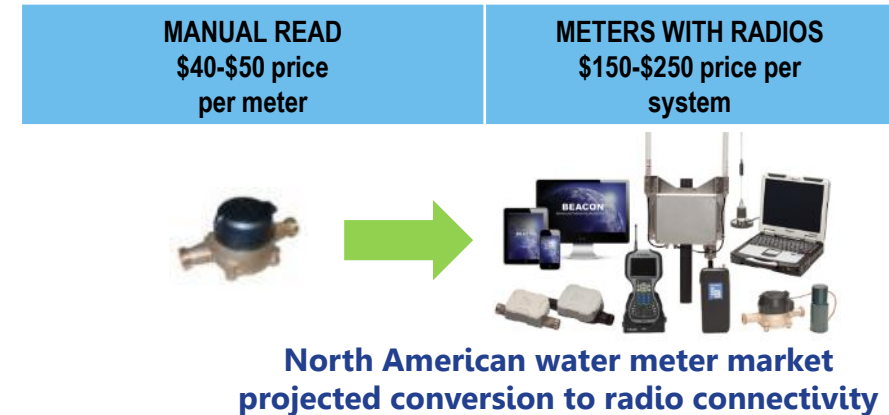 MANUAL READ
$40-$50 price
per meter
METERS WITH RADIOS
$150-$250 price per
system
BEACON
North American water meter market
projected conversion to radio connectivity